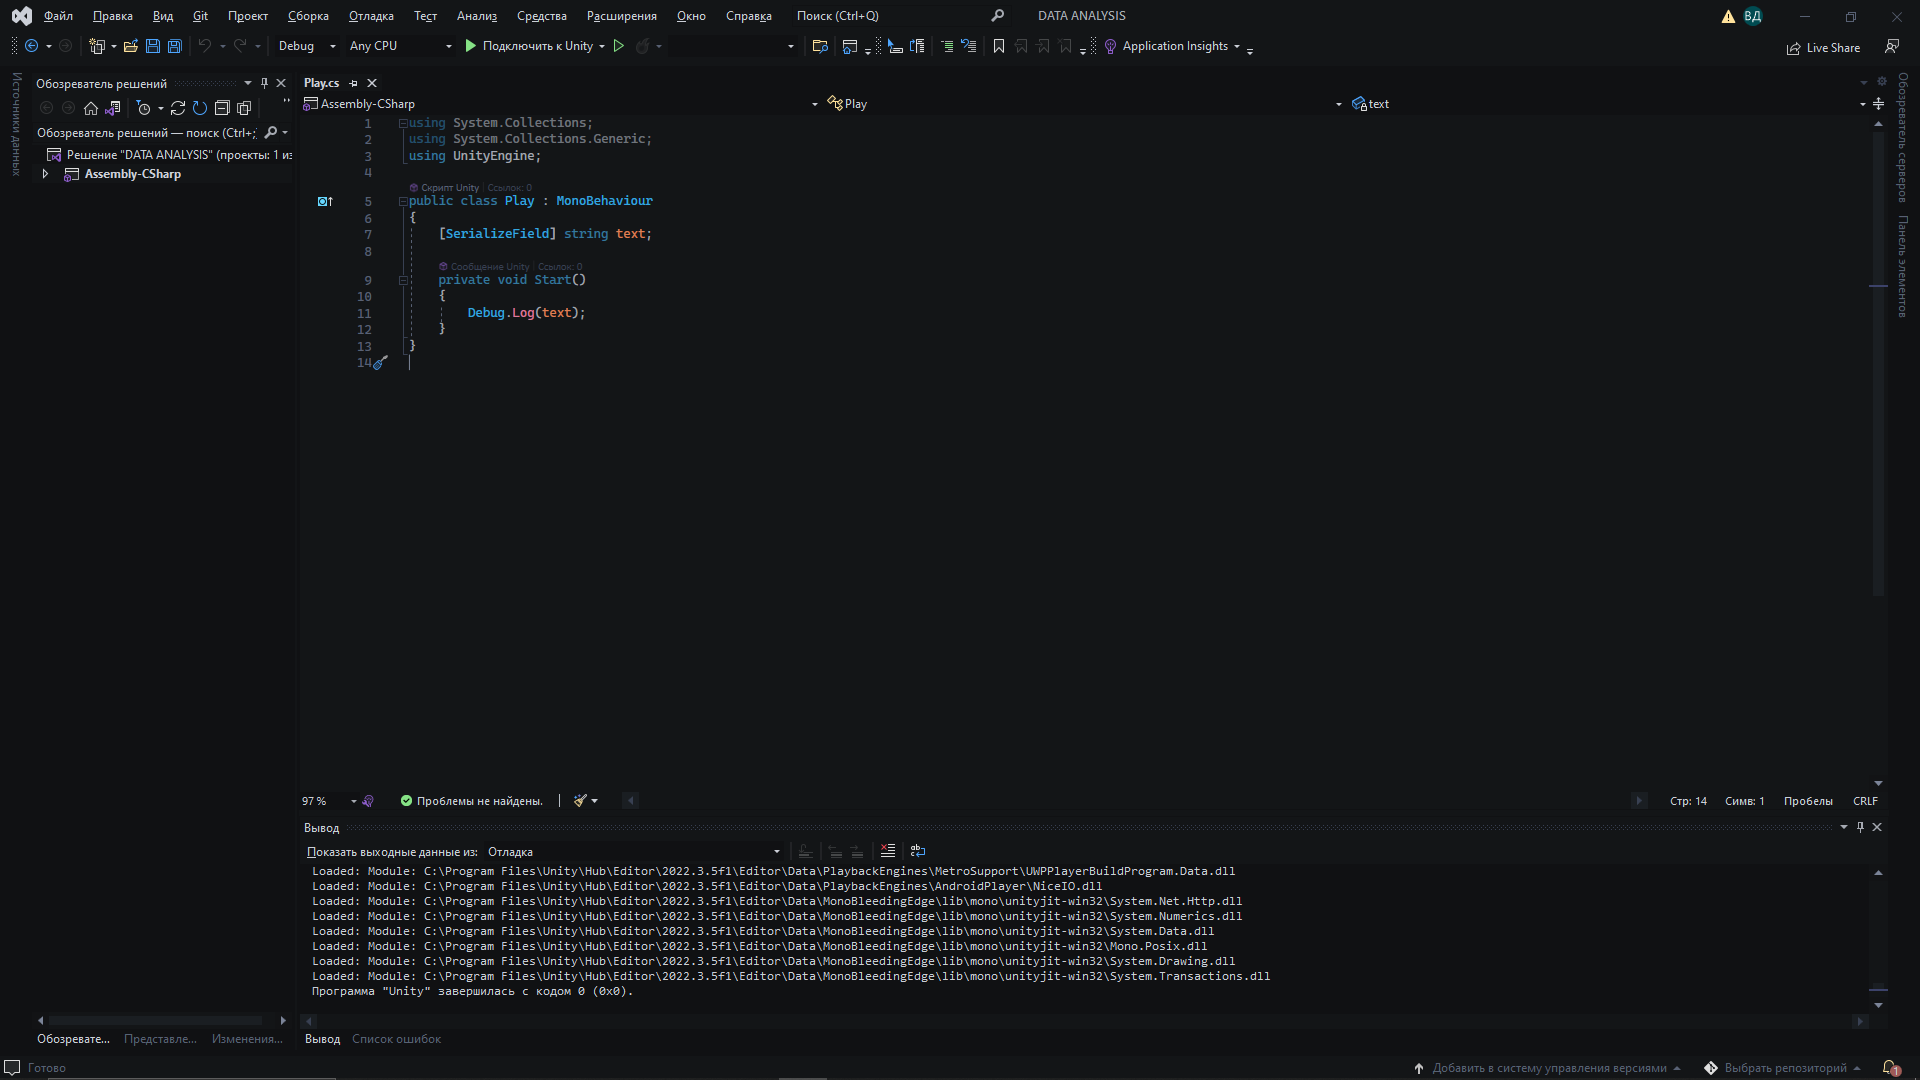 Файл Правка Вид Git Проект Сборка Отладка Тест Анализ Средства Расширения Окно Справка Поиск (Ctrl+Q) DATA ANALYSIS ВД
Debug Any CPU Подключить к Unity Application Insights Live Share
Источники данных
Обозреватель решений
Обозреватель решений — поиск (Ctrl+;
Решение "DATA ANALYSIS" (проекты: 1 из
Assembly-CSharp
Play.cs
Assembly-CSharp Play text
1 using System.Collections;
2 using System.Collections.Generic;
3 using UnityEngine;
4
Скрипт Unity | Ссылок: 0
5 public class Play : MonoBehaviour
6 {
7 [SerializeField] string text;
8
Сообщение Unity | Ссылок: 0
9 private void Start()
10 {
11 Debug.Log(text);
12 }
13 }
14
Обозреватель серверов
Панель элементов
97 % Проблемы не найдены. Стр: 14 Симв: 1 Пробелы CRLF
Вывод
Показать выходные данные из: Отладка
Loaded: Module: C:\Program Files\Unity\Hub\Editor\2022.3.5f1\Editor\Data\PlaybackEngines\MetroSupport\UWPPlayerBuildProgram.Data.dll
Loaded: Module: C:\Program Files\Unity\Hub\Editor\2022.3.5f1\Editor\Data\PlaybackEngines\AndroidPlayer\NiceIO.dll
Loaded: Module: C:\Program Files\Unity\Hub\Editor\2022.3.5f1\Editor\Data\MonoBleedingEdge\lib\mono\unityjit-win32\System.Net.Http.dll
Loaded: Module: C:\Program Files\Unity\Hub\Editor\2022.3.5f1\Editor\Data\MonoBleedingEdge\lib\mono\unityjit-win32\System.Numerics.dll
Loaded: Module: C:\Program Files\Unity\Hub\Editor\2022.3.5f1\Editor\Data\MonoBleedingEdge\lib\mono\unityjit-win32\System.Data.dll
Loaded: Module: C:\Program Files\Unity\Hub\Editor\2022.3.5f1\Editor\Data\MonoBleedingEdge\lib\mono\unityjit-win32\Mono.Posix.dll
Loaded: Module: C:\Program Files\Unity\Hub\Editor\2022.3.5f1\Editor\Data\MonoBleedingEdge\lib\mono\unityjit-win32\System.Drawing.dll
Loaded: Module: C:\Program Files\Unity\Hub\Editor\2022.3.5f1\Editor\Data\MonoBleedingEdge\lib\mono\unityjit-win32\System.Transactions.dll
Программа "Unity" завершилась с кодом 0 (0x0).
Обозревате... Представле... Изменения... Вывод Список ошибок
Готово Добавить в систему управления версиями Выбрать репозиторий 1